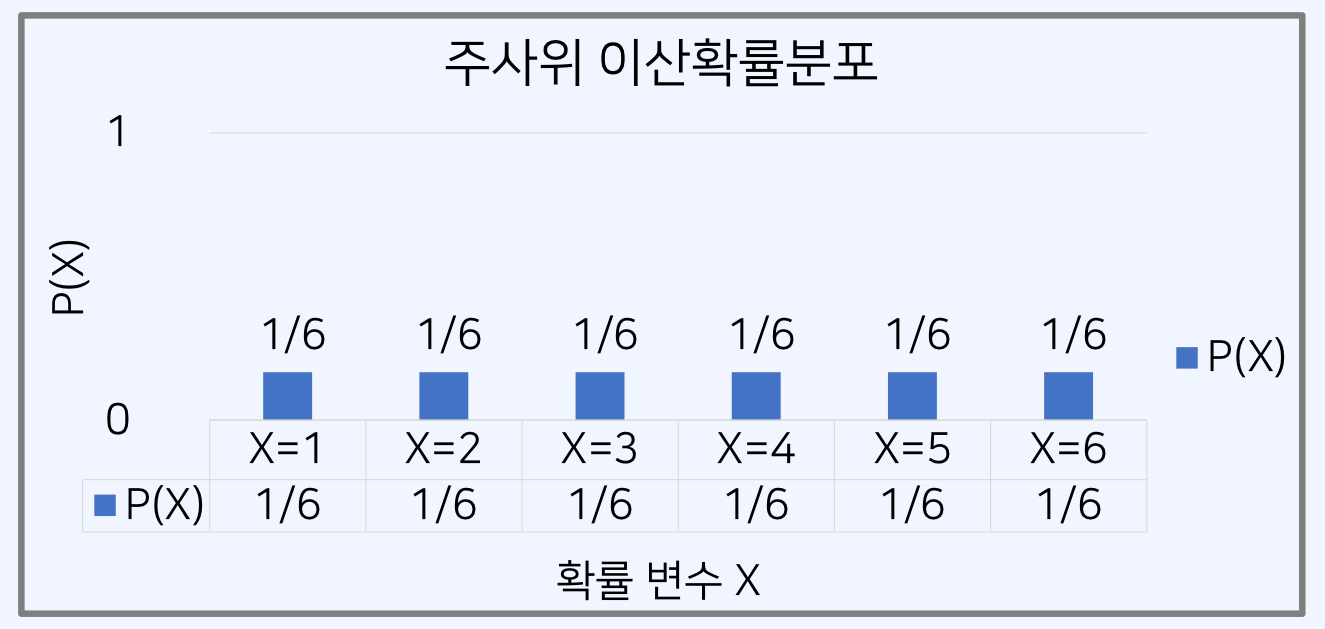 주사위 이산확률분포
1
P(X)
1/6 1/6 1/6 1/6 1/6 1/6
P(X)
0
X=1 X=2 X=3 X=4 X=5 X=6
P(X) 1/6 1/6 1/6 1/6 1/6 1/6
확률 변수 X